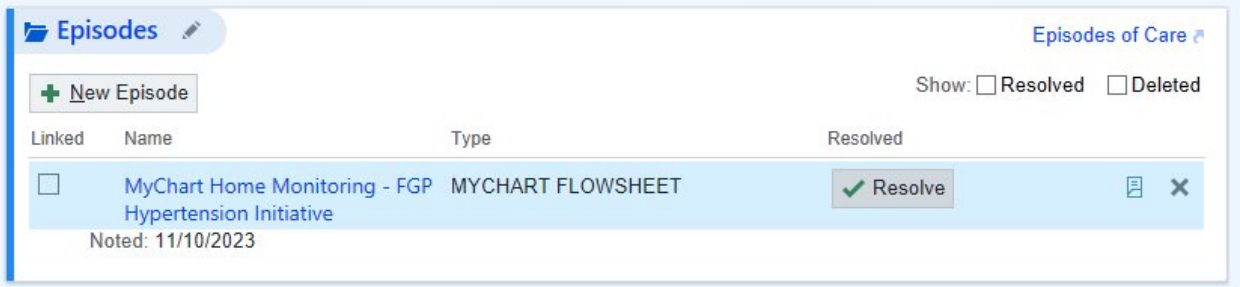 Episodes
Episodes of Care
New Episode
Show: Resolved Deleted
Linked Name Type Resolved
MyChart Home Monitoring - FGP MYCHART FLOWSHEET Resolve
Hypertension Initiative
Noted: 11/10/2023